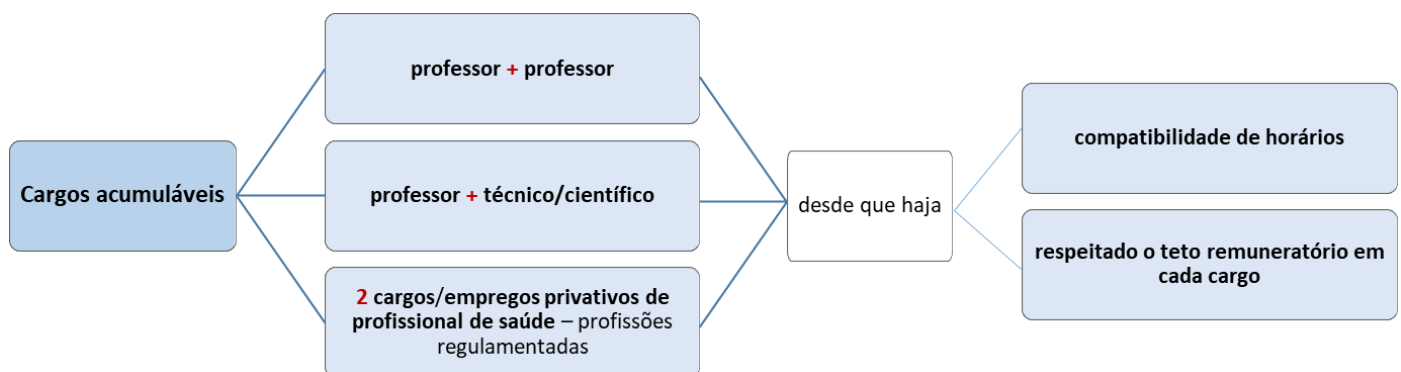 Cargos acumuláveis
professor + professor
professor + técnico/científico
2 cargos/empregos privativos de
profissional de saúde – profissões
regulamentadas
desde que haja
compatibilidade de horários
respeitado o teto remuneratório em
cada cargo